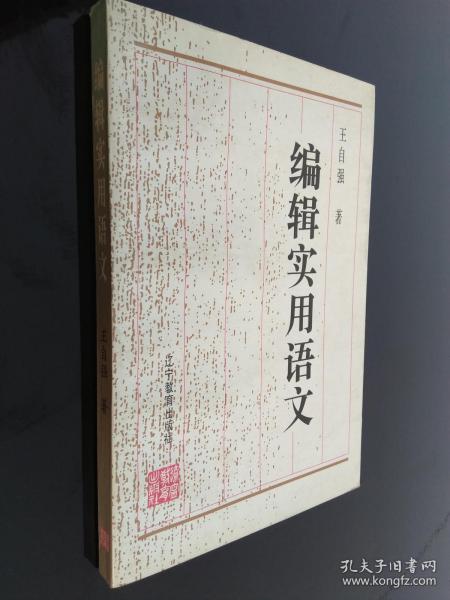 编辑实用语文
王自强 著
编辑实用语文
王自强 著
辽宁教育出版社
孔夫子旧书网
www.kongfz.com